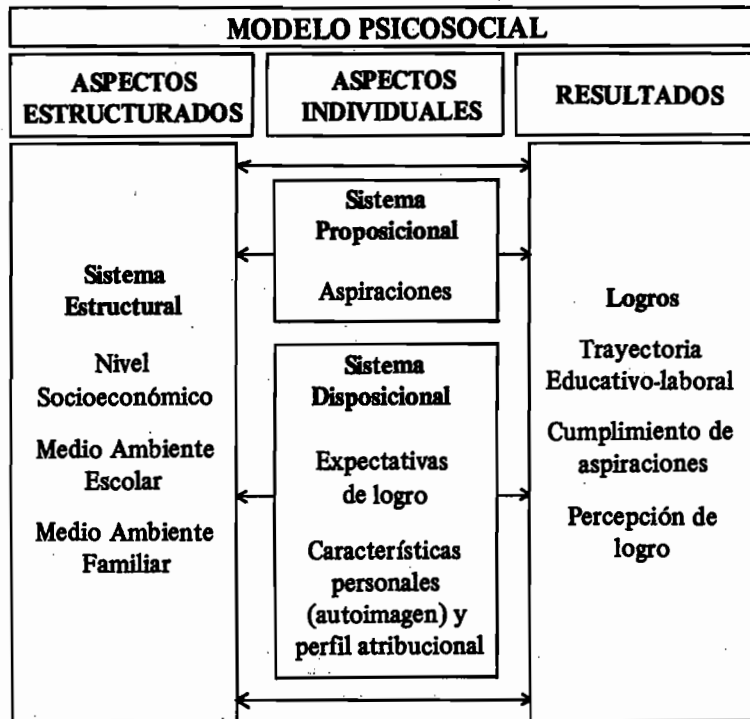 MODELO PSICOSOCIAL
ASPECTOS
ESTRUCTURADOS
ASPECTOS
INDIVIDUALES
RESULTADOS
Sistema
Estructural
Nivel
Socioeconómico
Medio Ambiente
Escolar
Medio Ambiente
Familiar
Sistema
Proposicional
Aspiraciones
Sistema
Disposicional
Expectativas
de logro
Características
personales
(autoimagen) y
perfil atribucional
Logros
Trayectoria
Educativo-laboral
Cumplimiento de
aspiraciones
Percepción de
logro